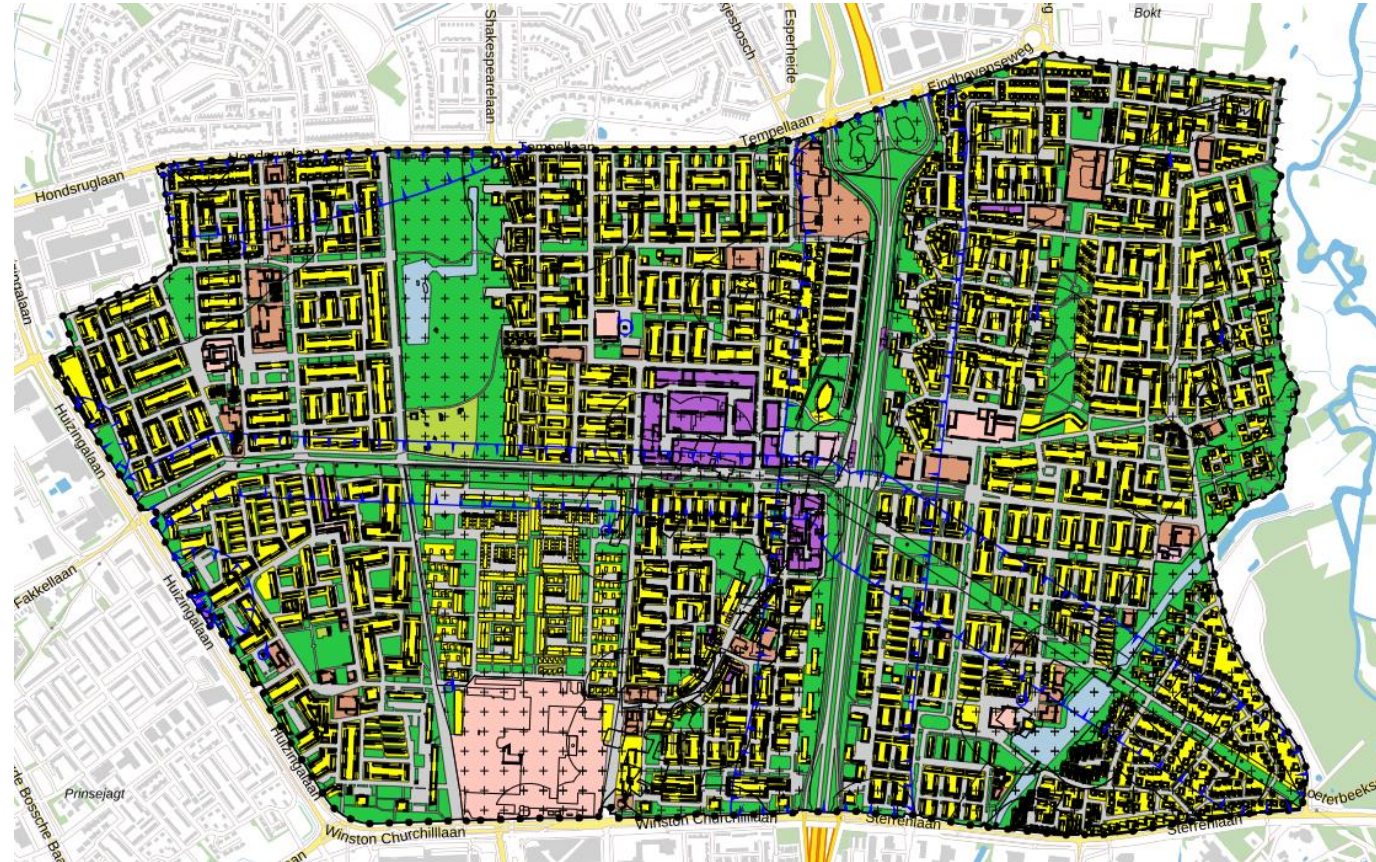 Bokt
Shakespearelaan
Esperheide
Eindhovenseweg
Tempellaan
Tempellaan
Hondsruglaan
Huizingalaan
Fakkellaan
Huizingalaan
Huizingalaan
Prinsejagt
Winston Churchilllaan
Winston Churchilllaan
Sterrenlaan
Sterrenlaan